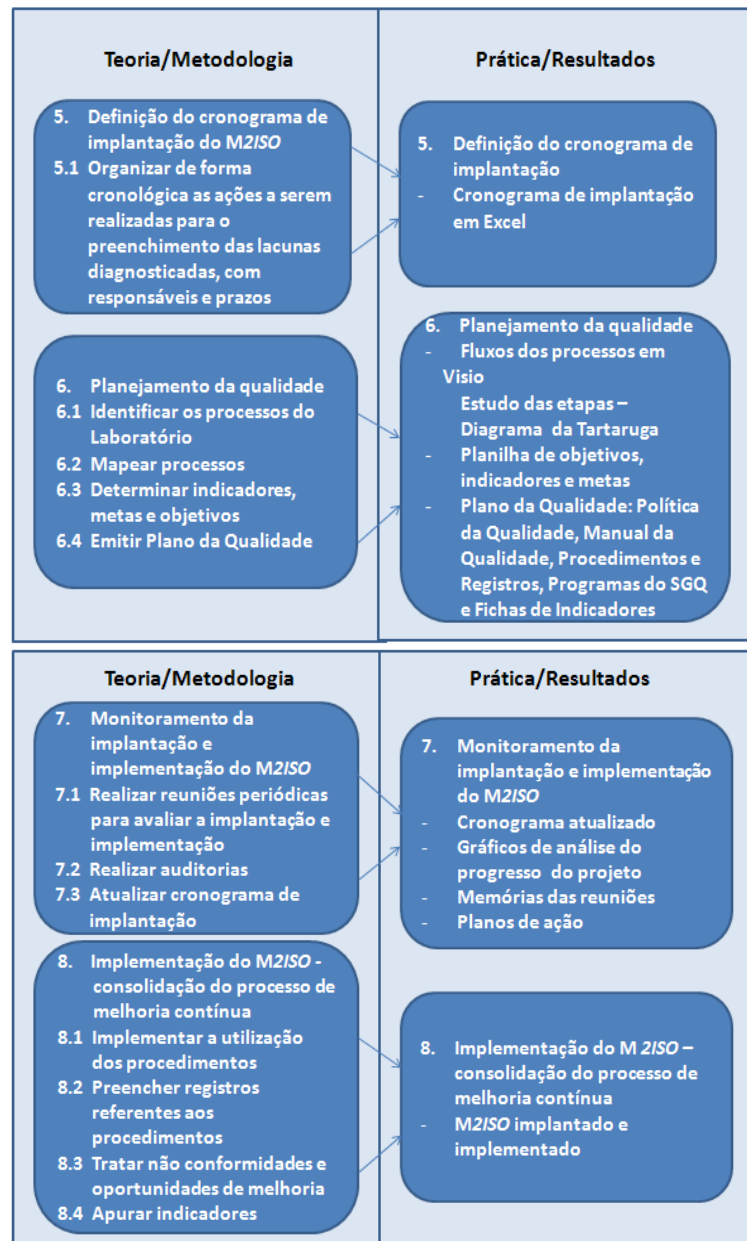 Teoria/Metodologia
5. Definição do cronograma de
implantação do M2ISO
5.1 Organizar de forma
cronológica as ações a serem
realizadas para o
preenchimento das lacunas
diagnosticadas, com
responsáveis e prazos
6. Planejamento da qualidade
6.1 Identificar os processos do
Laboratório
6.2 Mapear processos
6.3 Determinar indicadores,
metas e objetivos
6.4 Emitir Plano da Qualidade
Prática/Resultados
5. Definição do cronograma de
implantação
- Cronograma de implantação
em Excel
6. Planejamento da qualidade
- Fluxos dos processos em
Visio
Estudo das etapas –
Diagrama da Tartaruga
- Planilha de objetivos,
indicadores e metas
- Plano da Qualidade: Política
da Qualidade, Manual da
Qualidade, Procedimentos e
Registros, Programas do SGQ
e Fichas de Indicadores
Teoria/Metodologia
7. Monitoramento da
implantação e
implementação do M2ISO
7.1 Realizar reuniões periódicas
para avaliar a implantação e
implementação
7.2 Realizar auditorias
7.3 Atualizar cronograma de
implantação
8. Implementação do M2ISO -
consolidação do processo de
melhoria contínua
8.1 Implementar a utilização
dos procedimentos
8.2 Preencher registros
referentes aos
procedimentos
8.3 Tratar não conformidades e
oportunidades de melhoria
8.4 Apurar indicadores
Prática/Resultados
7. Monitoramento da
implantação e implementação
do M2ISO
- Cronograma atualizado
- Gráficos de análise do
progresso do projeto
- Memórias das reuniões
- Planos de ação
8. Implementação do M 2ISO –
consolidação do processo de
melhoria contínua
- M2ISO implantado e
implementado